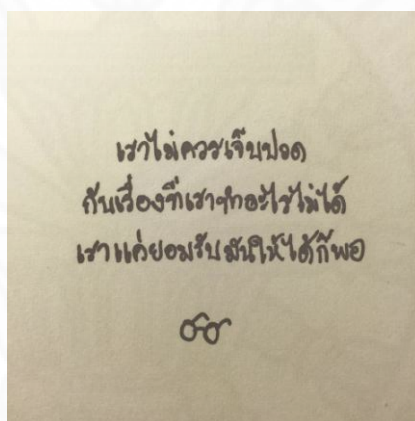 เราไม่ควรเจ็บปวด
กับเรื่องที่เราทำอะไรไม่ได้
เราแค่ยอมรับมันให้ได้ก็พอ